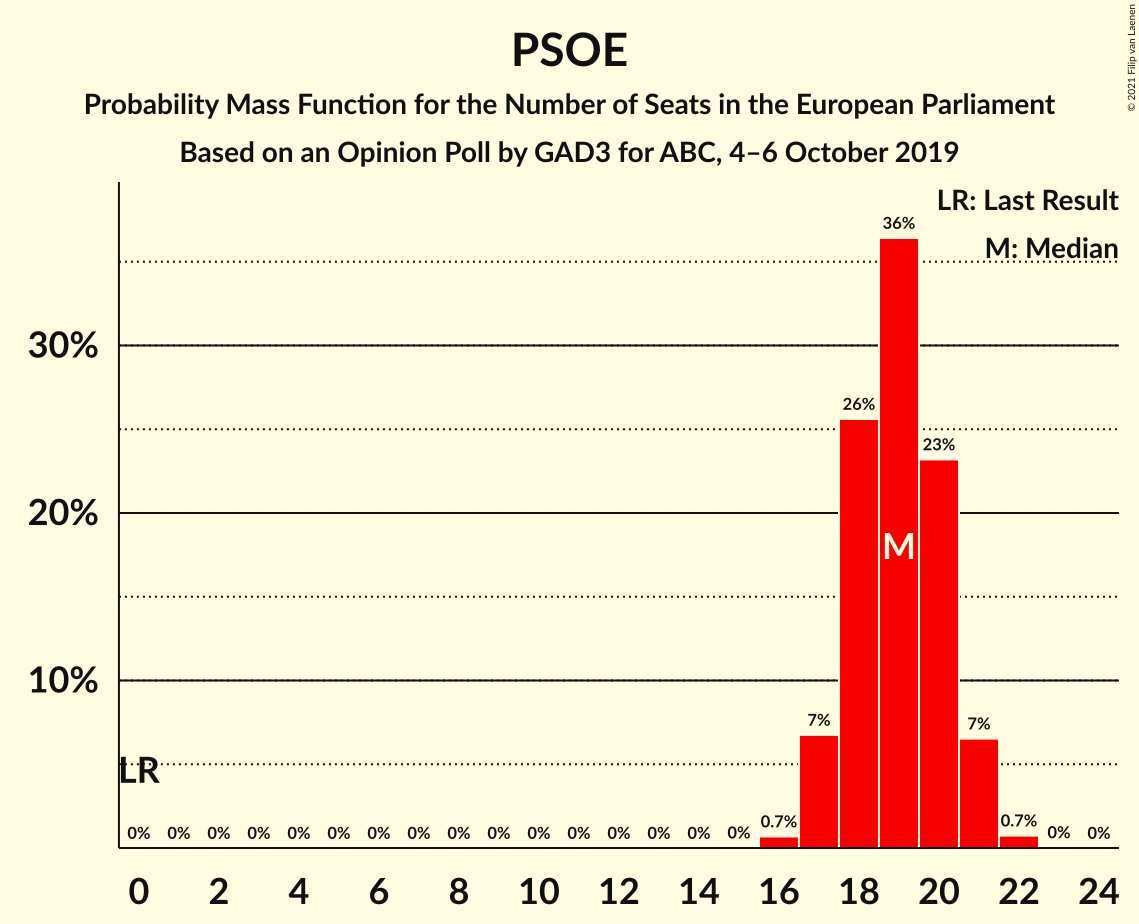 PSOE
Probability Mass Function for the Number of Seats in the European Parliament
Based on an Opinion Poll by GAD3 for ABC, 4–6 October 2019
© 2021 Filip van Laenen
LR: Last Result
M: Median
36%
30%
26%
23%
20%
M
10%
7%
7%
LR
0% 0% 0% 0% 0% 0% 0% 0% 0% 0% 0% 0% 0% 0% 0% 0% 0.7% 0.7% 0% 0%
0 2 4 6 8 10 12 14 16 18 20 22 24